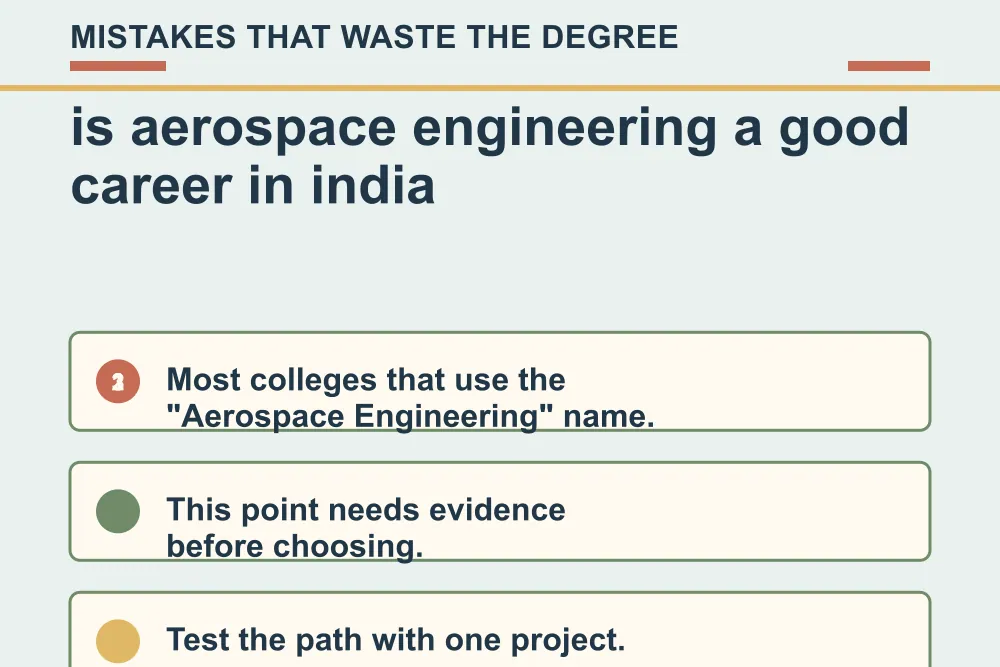 MISTAKES THAT WASTE THE DEGREE
is aerospace engineering a good
career in india
Most colleges that use the
"Aerospace Engineering" name.
This point needs evidence
before choosing.
Test the path with one project.